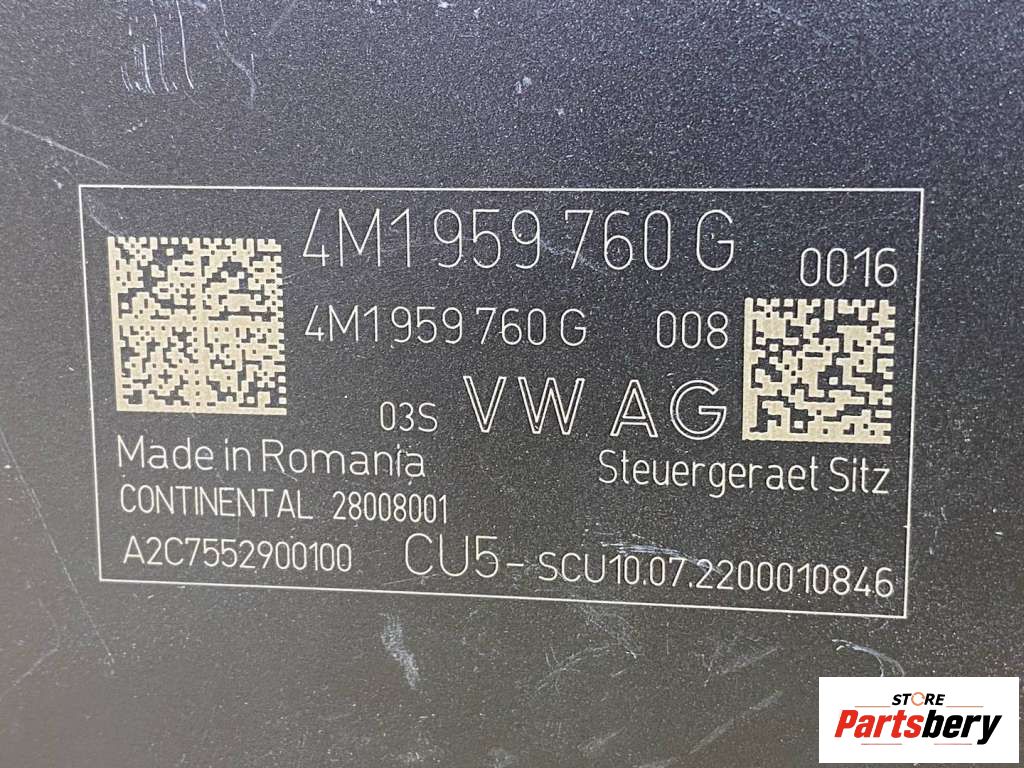 4M1 959 760 G
0016
4M1 959 760 G 008
03S VW AG
Made in Romania
Steuergeraet Sitz
CONTINENTAL 28008001
A2C7552900100 CU5-SCU10.07.2200010846
STORE
Partsbery